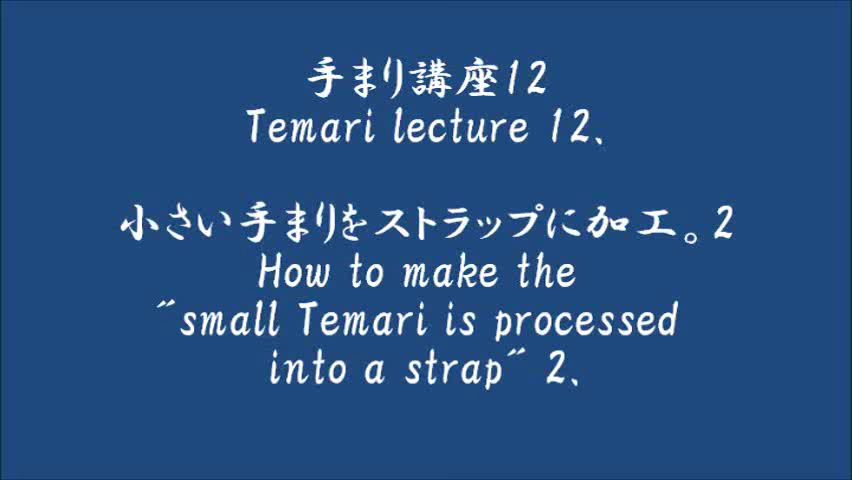 手まり講座12
Temari lecture 12、
小さい手まりをストラップに加工。2
How to make the
"small Temari is processed
into a strap" 2、